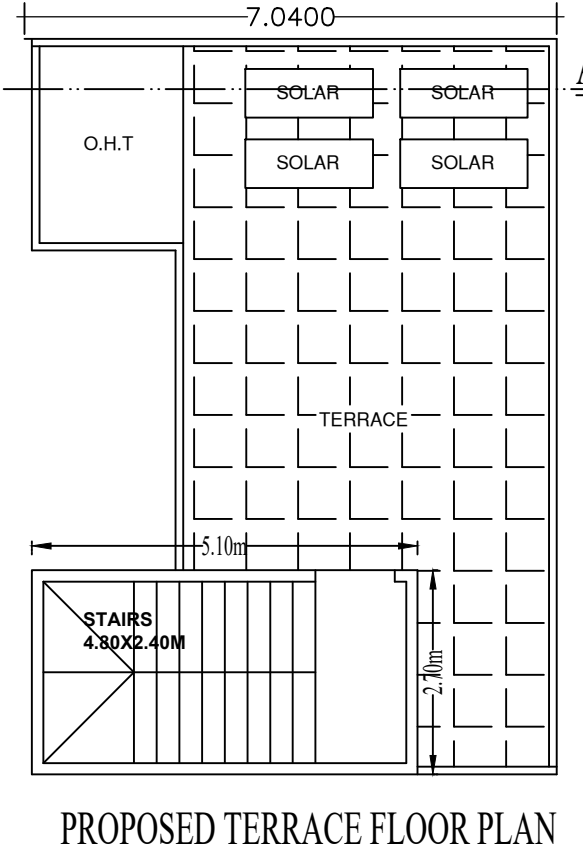 7.0400
A
SOLAR SOLAR
O.H.T
SOLAR SOLAR
TERRACE
5.10m
STAIRS
4.80X2.40M
2.70m
PROPOSED TERRACE FLOOR PLAN